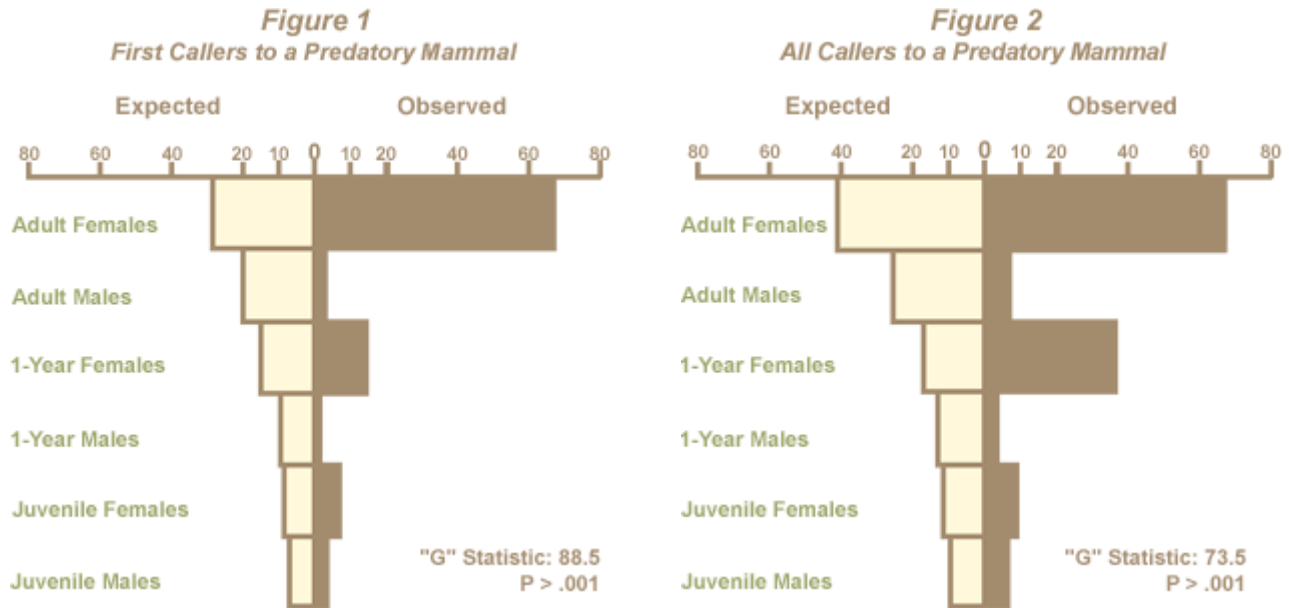 Figure 1
First Callers to a Predatory Mammal
Expected Observed
80 60 40 20 10 0 10 20 40 60 80
Adult Females
Adult Males
1-Year Females
1-Year Males
Juvenile Females
Juvenile Males
"G" Statistic: 88.5
P > .001
Figure 2
All Callers to a Predatory Mammal
Expected Observed
80 60 40 20 10 0 10 20 40 60 80
Adult Females
Adult Males
1-Year Females
1-Year Males
Juvenile Females
Juvenile Males
"G" Statistic: 73.5
P > .001